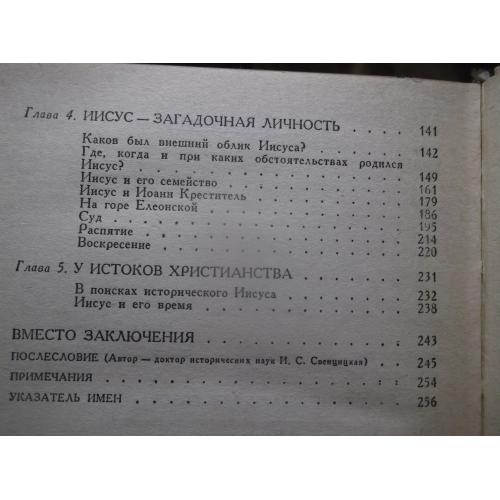 Глава 4. ИИСУС — ЗАГАДОЧНАЯ ЛИЧНОСТЬ . . . . 141
Каков был внешний облик Иисуса? . . . . . 142
Где, когда и при каких обстоятельствах родился
Иисус? . . . . . . . . . . . . 149
Иисус и его семейство . . . . . . . . 161
Иисус и Иоанн Креститель . . . . . . . 179
На горе Елеонской . . . . . . . . . 186
Суд . . . . . . . . . . . . . 195
Распятие . . . . . . . . . . . 214
Воскресение . . . . . . . . . . 220
Глава 5. У ИСТОКОВ ХРИСТИАНСТВА . . . . . . 231
В поисках исторического Иисуса . . . . . . 232
Иисус и его время . . . . . . . . . 238
ВМЕСТО ЗАКЛЮЧЕНИЯ . . . . . . . . . 243
ПОСЛЕСЛОВИЕ (Автор — доктор исторических наук И. С. Свенцицкая) . . 245
ПРИМЕЧАНИЯ . . . . . . . . . . . . 254
УКАЗАТЕЛЬ ИМЕН . . . . . . . . . . . 256